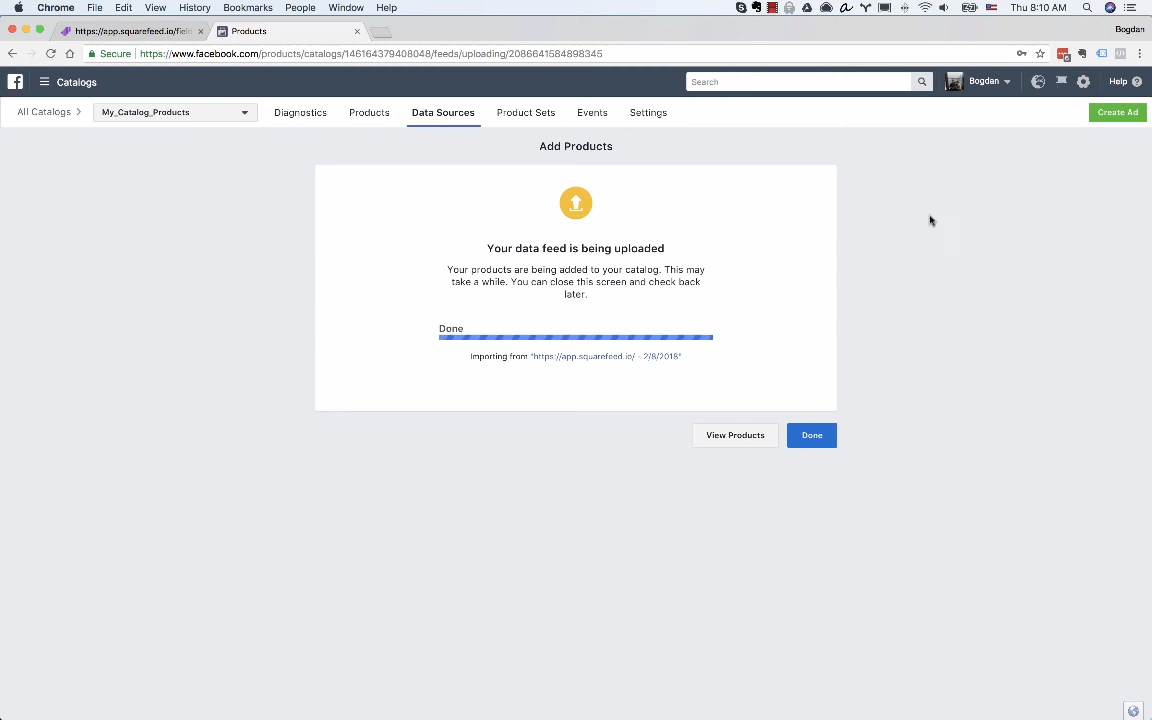 Chrome File Edit View History Bookmarks People Window Help Thu 8:10 AM
https://app.squarefeed.io/field Products Bogdan
Secure https://www.facebook.com/products/catalogs/146164379408048/feeds/uploading/2086641584898345
Catalogs Search Bogdan Help
All Catalogs My_Catalog_Products Diagnostics Products Data Sources Product Sets Events Settings Create Ad
Add Products
Your data feed is being uploaded
Your products are being added to your catalog. This may
take a while. You can close this screen and check back
later.
Done
Importing from "https://app.squarefeed.io/ - 2/8/2018"
View Products Done